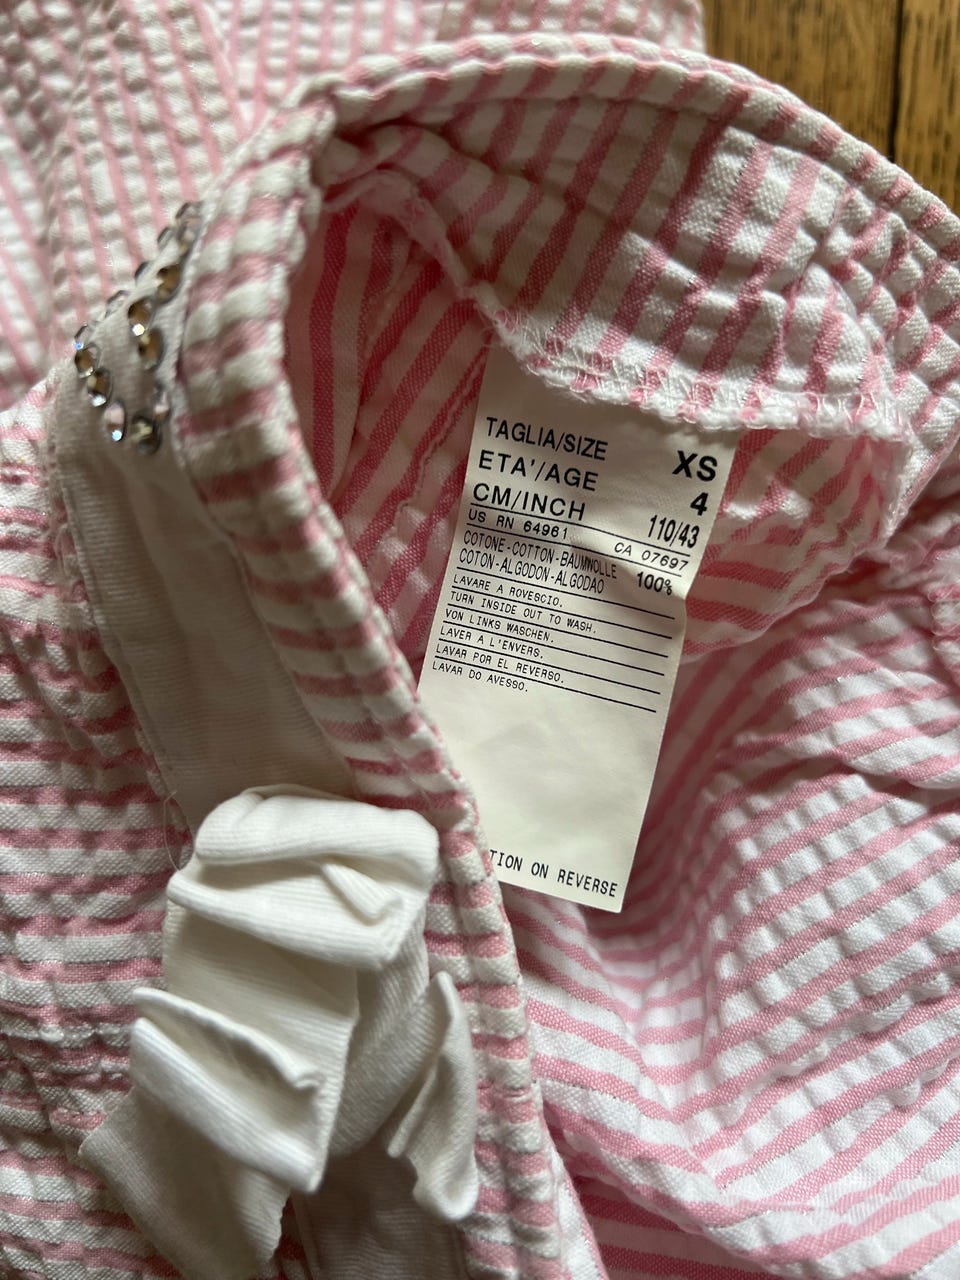 TAGLIA/SIZE XS
ETA'/AGE 4
CM/INCH 110/43
US RN 64961 CA 07697
COTONE-COTTON-BAUMWOLLE 100%
COTON-ALGODON-ALGODAO
LAVARE A ROVESCIO.
TURN INSIDE OUT TO WASH.
VON LINKS WASCHEN.
LAVER A L'ENVERS.
LAVAR POR EL REVERSO.
LAVAR DO AVESSO.
TION ON REVERSE